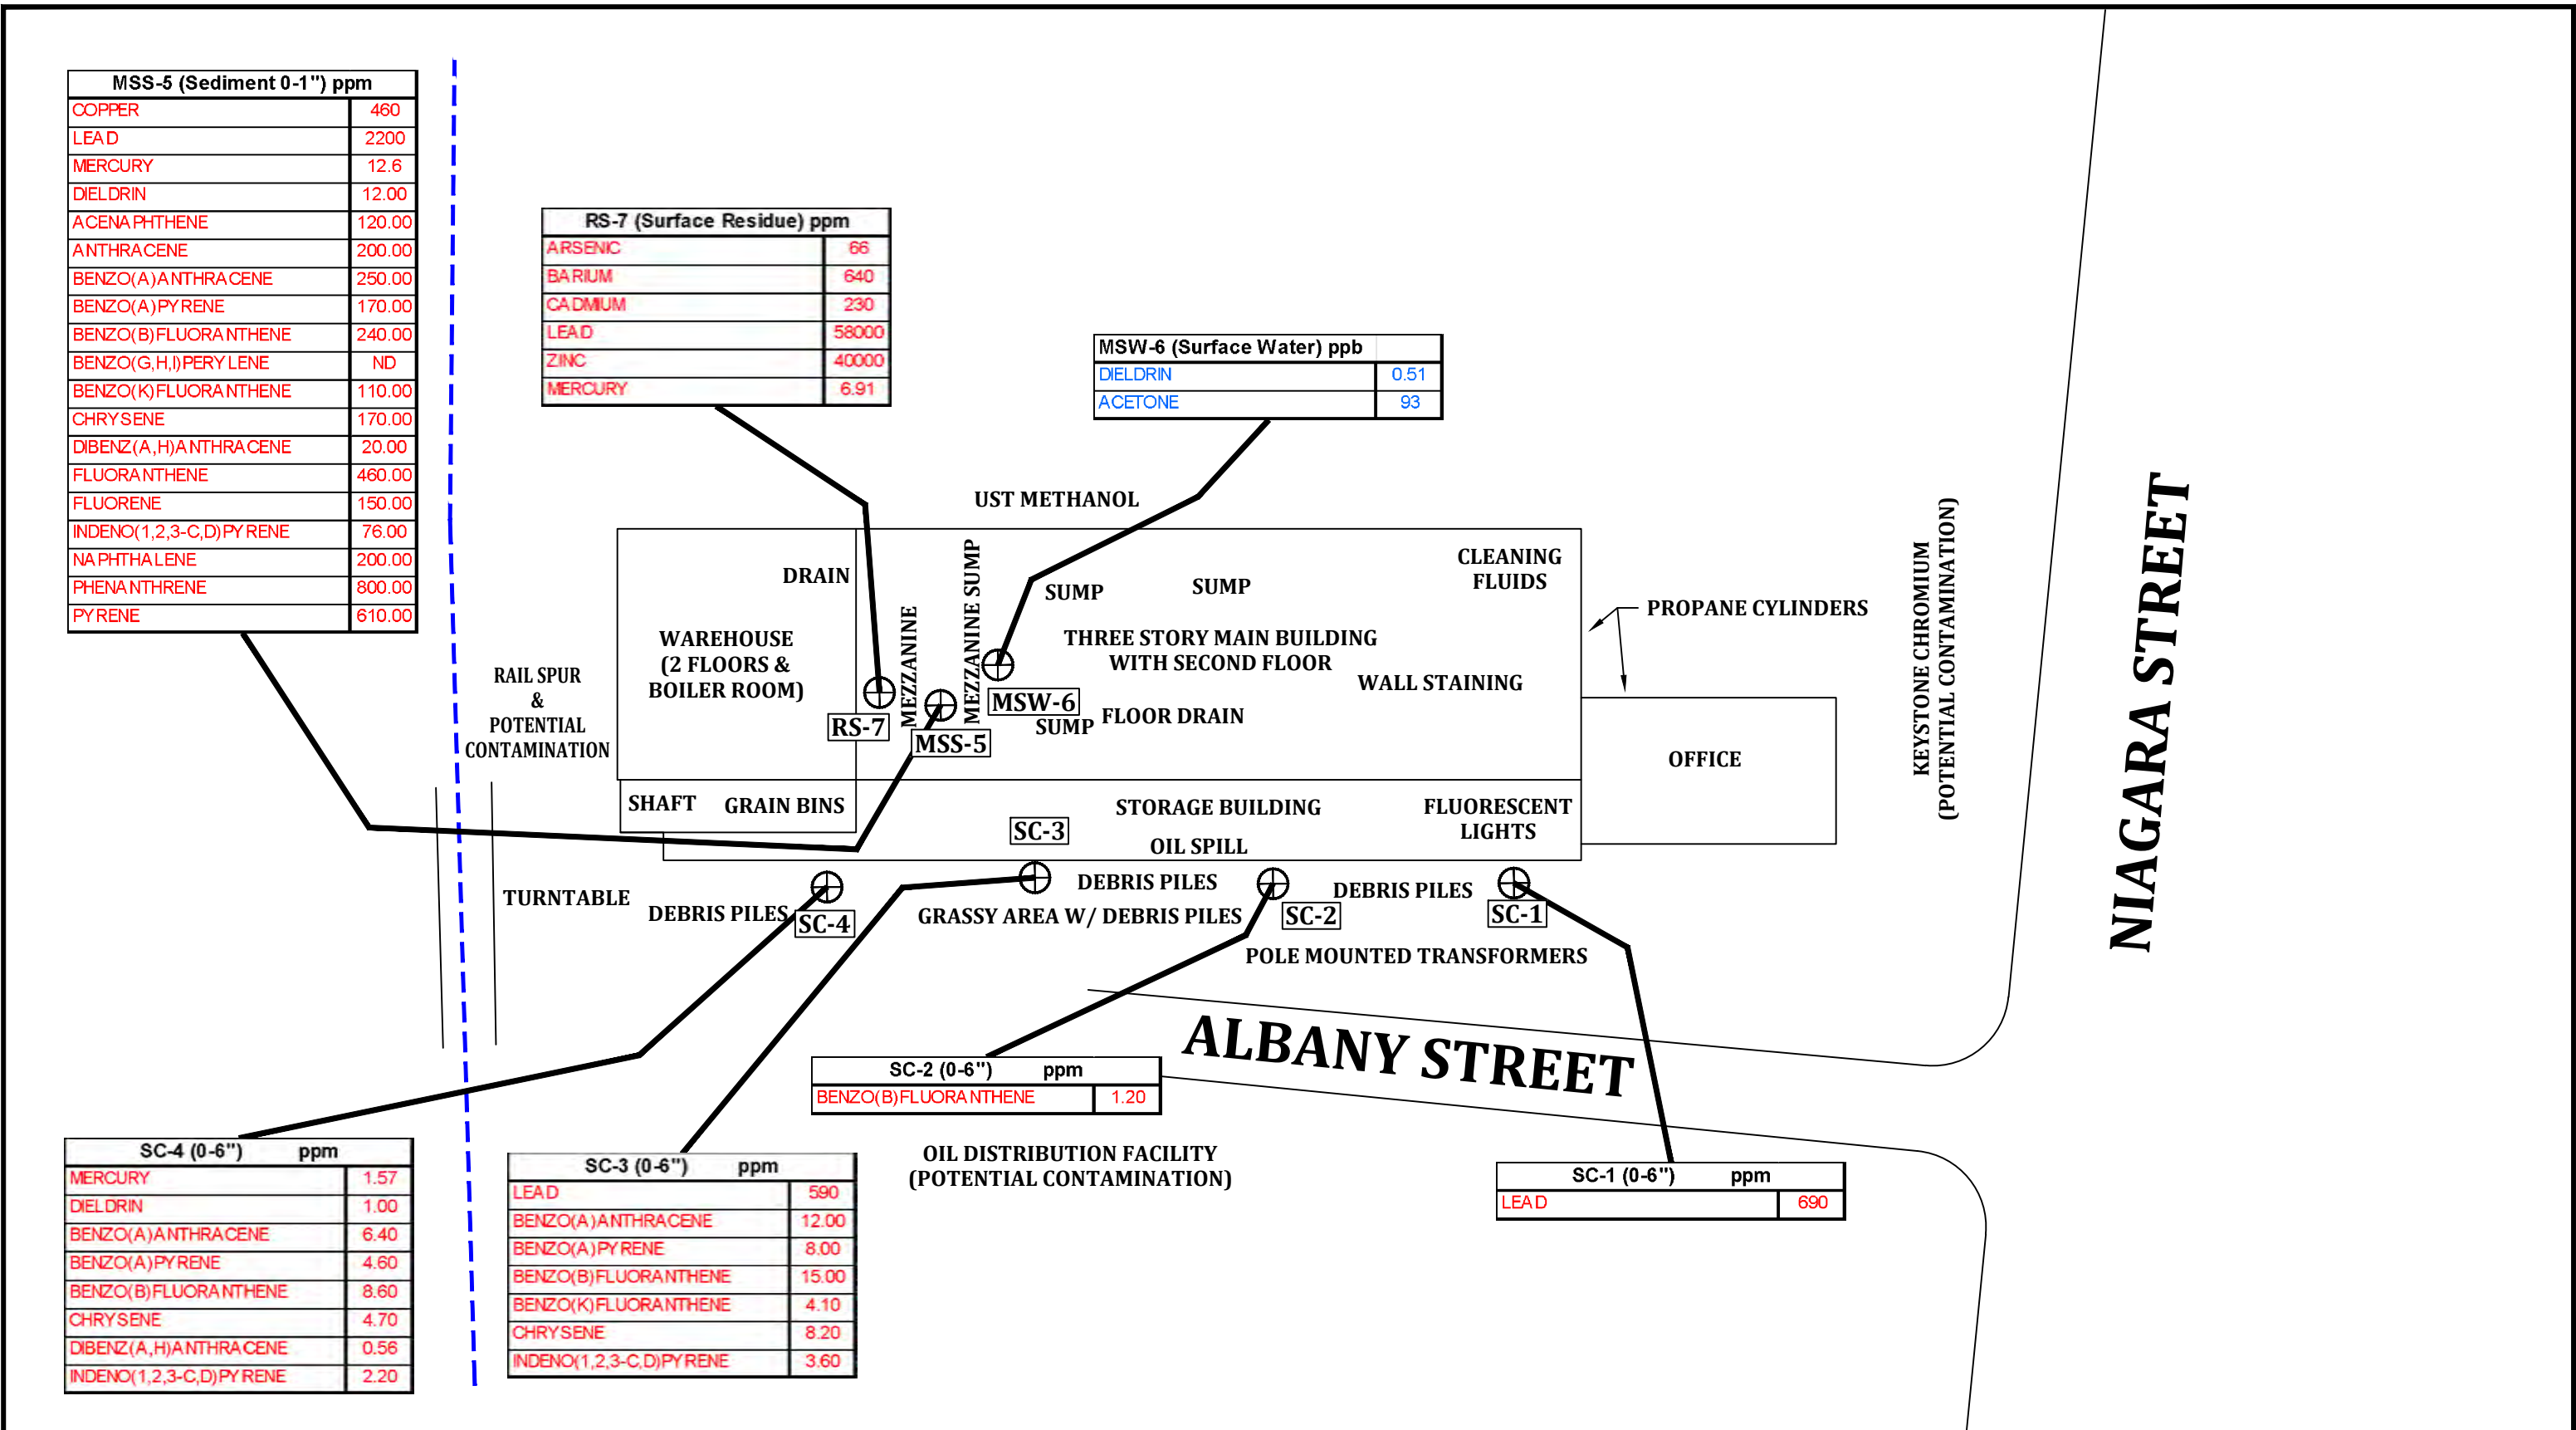 MSS-5 (Sediment 0-1") ppm
COPPER 460
LEAD 2200
MERCURY 12.6
DIELDRIN 12.00
ACENAPHTHENE 120.00
ANTHRACENE 200.00
BENZO(A)ANTHRACENE 250.00
BENZO(A)PYRENE 170.00
BENZO(B)FLUORANTHENE 240.00
BENZO(G,H,I)PERYLENE ND
BENZO(K)FLUORANTHENE 110.00
CHRYSENE 170.00
DIBENZ(A,H)ANTHRACENE 20.00
FLUORANTHENE 460.00
FLUORENE 150.00
INDENO(1,2,3-C,D)PYRENE 76.00
NAPHTHALENE 200.00
PHENANTHRENE 800.00
PYRENE 610.00
RS-7 (Surface Residue) ppm
ARSENIC 66
BARIUM 640
CADMIUM 230
LEAD 58000
ZINC 40000
MERCURY 6.91
MSW-6 (Surface Water) ppb
DIELDRIN 0.51
ACETONE 93
UST METHANOL
DRAIN
WAREHOUSE
(2 FLOORS &
BOILER ROOM)
MEZZANINE
MEZZANINE SUMP
SUMP
SUMP
CLEANING
FLUIDS
THREE STORY MAIN BUILDING
WITH SECOND FLOOR
WALL STAINING
RS-7
MSS-5
MSW-6
SUMP
FLOOR DRAIN
PROPANE CYLINDERS
OFFICE
KEYSTONE CHROMIUM
(POTENTIAL CONTAMINATION)
NIAGARA STREET
RAIL SPUR
&
POTENTIAL
CONTAMINATION
SHAFT
GRAIN BINS
STORAGE BUILDING
FLUORESCENT
LIGHTS
SC-3
OIL SPILL
TURNTABLE
DEBRIS PILES
SC-4
DEBRIS PILES
GRASSY AREA W/ DEBRIS PILES
SC-2
DEBRIS PILES
SC-1
POLE MOUNTED TRANSFORMERS
ALBANY STREET
SC-2 (0-6") ppm
BENZO(B)FLUORANTHENE 1.20
OIL DISTRIBUTION FACILITY
(POTENTIAL CONTAMINATION)
SC-4 (0-6") ppm
MERCURY 1.57
DIELDRIN 1.00
BENZO(A)ANTHRACENE 6.40
BENZO(A)PYRENE 4.60
BENZO(B)FLUORANTHENE 8.60
CHRYSENE 4.70
DIBENZ(A,H)ANTHRACENE 0.56
INDENO(1,2,3-C,D)PYRENE 2.20
SC-3 (0-6") ppm
LEAD 590
BENZO(A)ANTHRACENE 12.00
BENZO(A)PYRENE 8.00
BENZO(B)FLUORANTHENE 15.00
BENZO(K)FLUORANTHENE 4.10
CHRYSENE 8.20
INDENO(1,2,3-C,D)PYRENE 3.60
SC-1 (0-6") ppm
LEAD 690